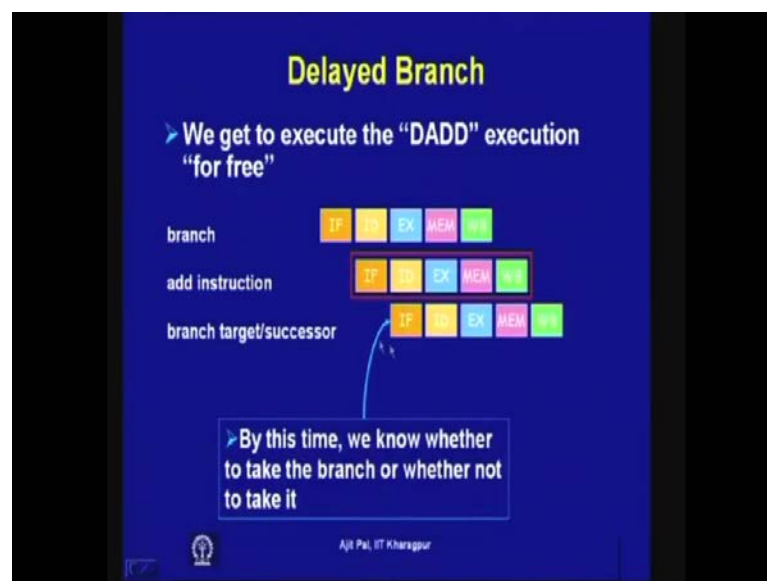 Delayed Branch
➢We get to execute the “DADD” execution
“for free”
branch IF ID EX MEM WB
add instruction IF ID EX MEM WB
branch target/successor IF ID EX MEM WB
➢By this time, we know whether
to take the branch or whether not
to take it
Ajit Pal, IIT Kharagpur